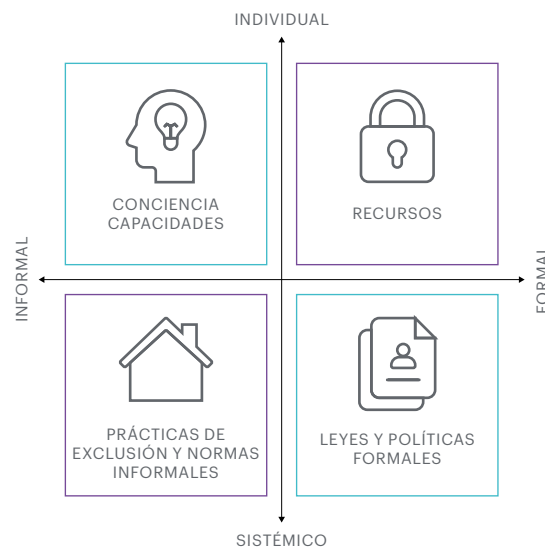 INDIVIDUAL
CONCIENCIA
CAPACIDADES
RECURSOS
INFORMAL
FORMAL
PRÁCTICAS DE
EXCLUSIÓN Y NORMAS
INFORMALES
LEYES Y POLÍTICAS
FORMALES
SISTÉMICO